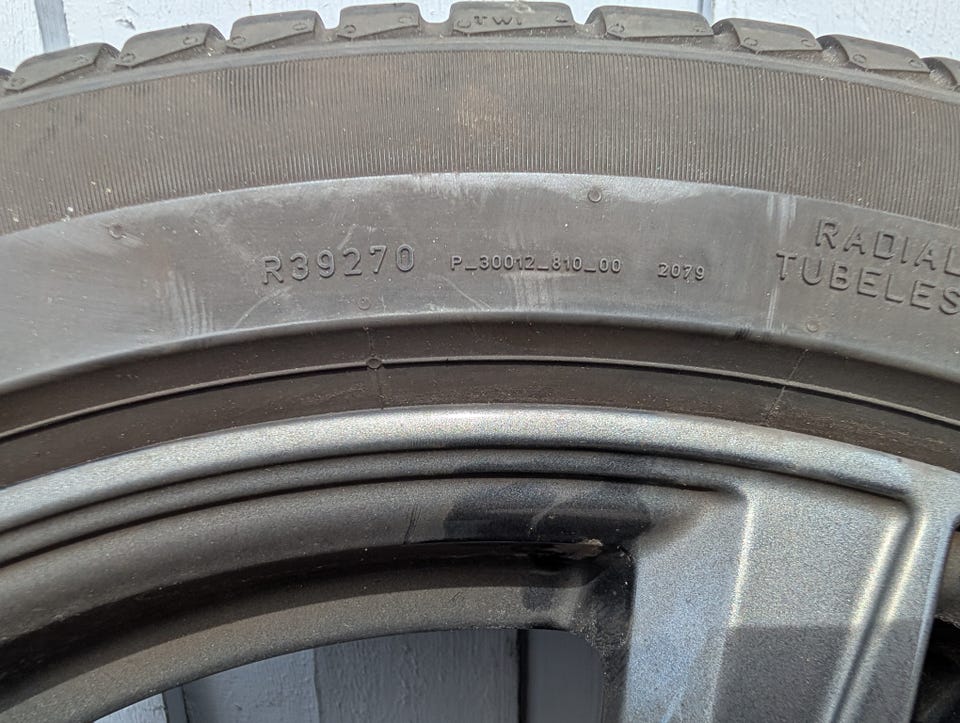 TWI
R39270 P_30012_810_00 2079
RADIAL
TUBELES